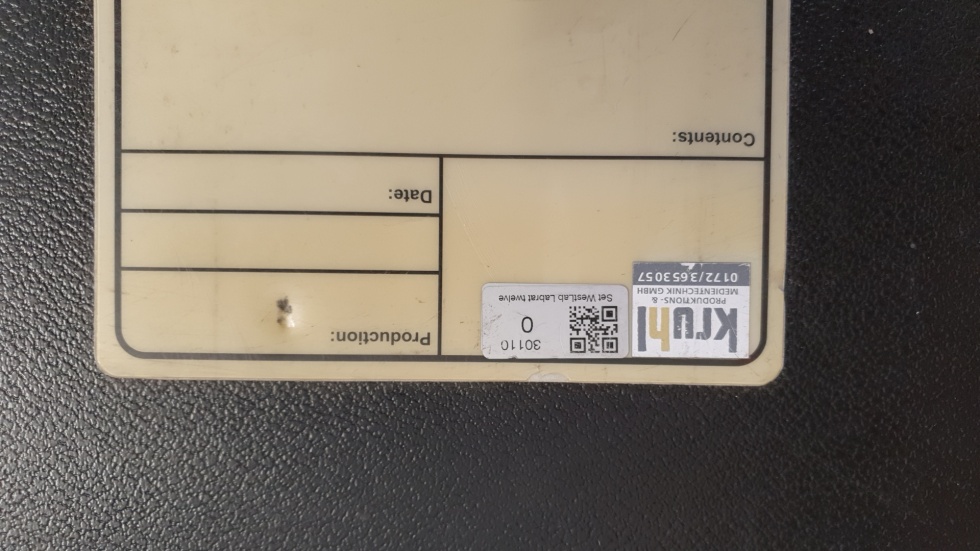 kruhl
PRODUKTIONS- &
MEDIENTECHNIK GMBH
0172/3653057
30110
0
Set WestLab Labrat twelve
Production:
Date:
Contents: